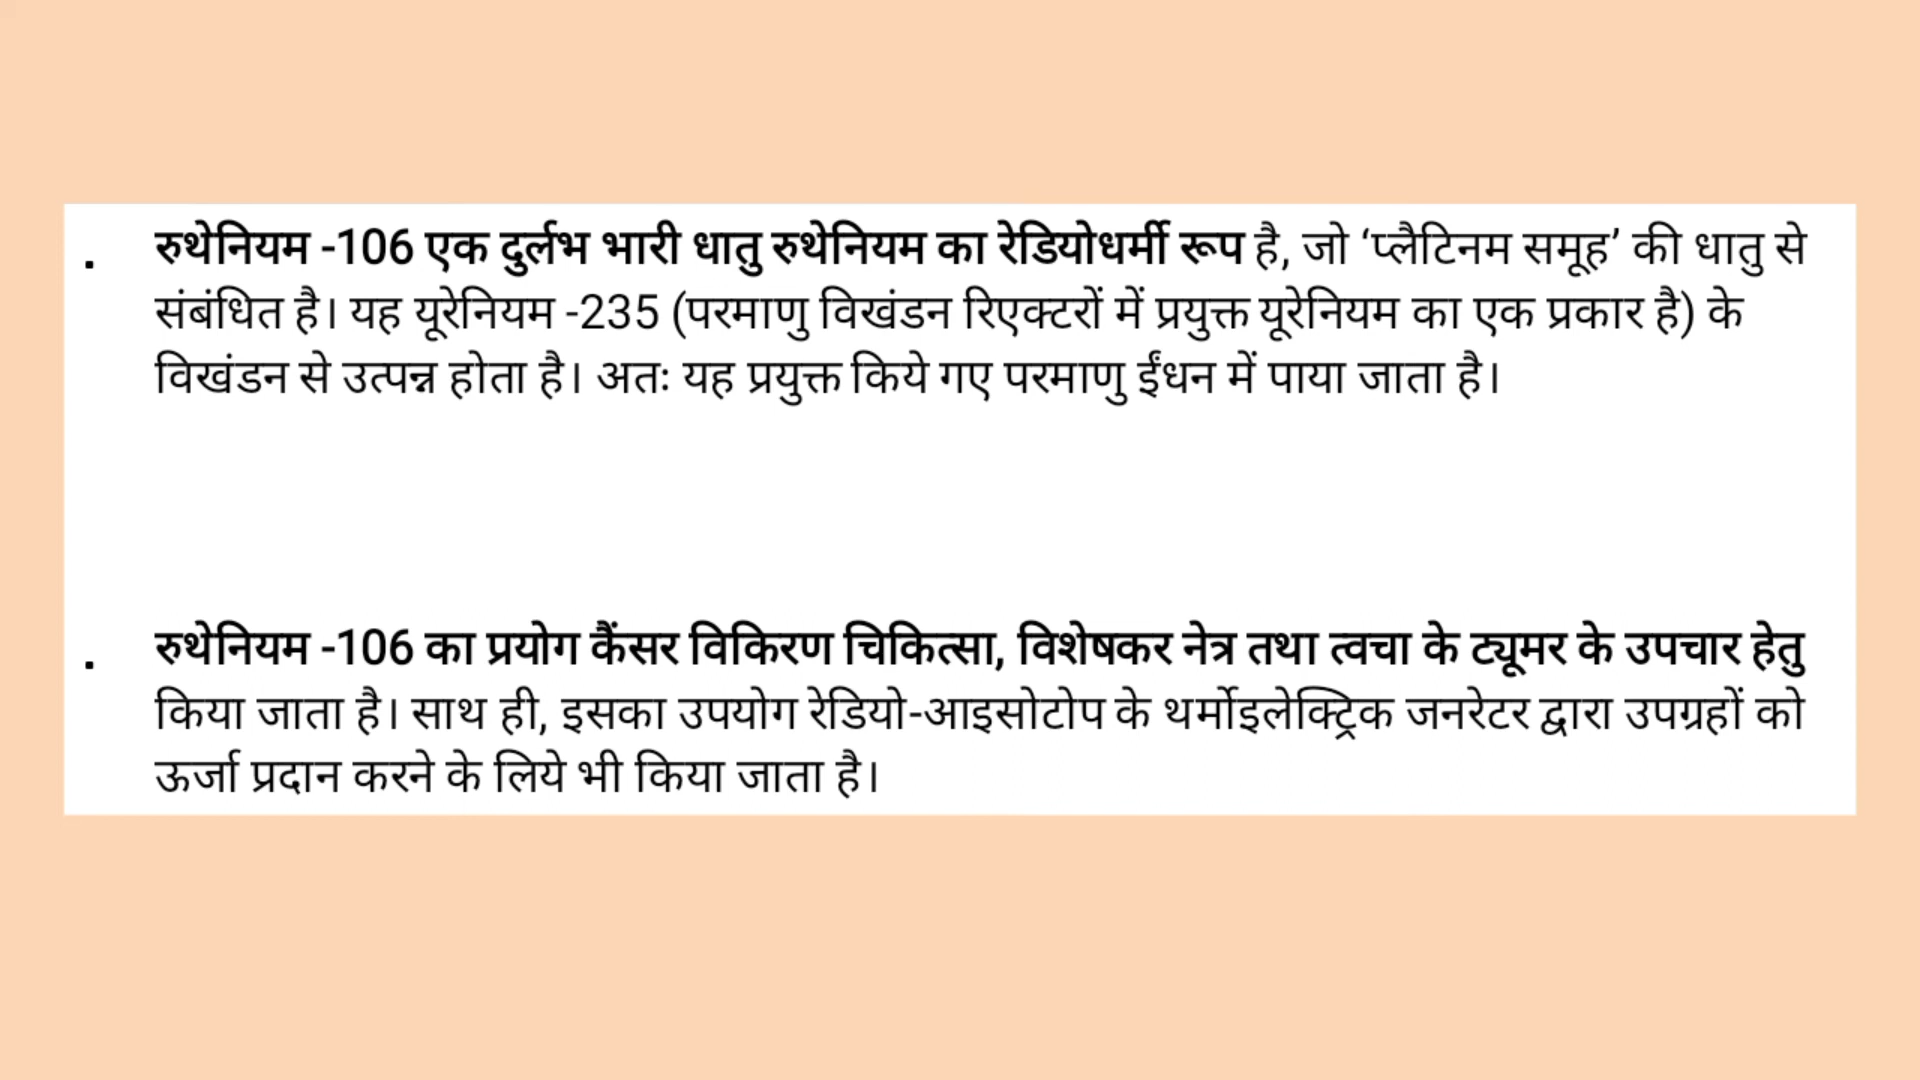 . रुथेनियम -106 एक दुर्लभ भारी धातु रुथेनियम का रेडियोधर्मी रूप है, जो ‘प्लैटिनम समूह’ की धातु से
संबंधित है। यह यूरेनियम -235 (परमाणु विखंडन रिएक्टरों में प्रयुक्त यूरेनियम का एक प्रकार है) के
विखंडन से उत्पन्न होता है। अतः यह प्रयुक्त किये गए परमाणु ईंधन में पाया जाता है।
. रुथेनियम -106 का प्रयोग कैंसर विकिरण चिकित्सा, विशेषकर नेत्र तथा त्वचा के ट्यूमर के उपचार हेतु
किया जाता है। साथ ही, इसका उपयोग रेडियो-आइसोटोप के थर्मोइलेक्ट्रिक जनरेटर द्वारा उपग्रहों को
ऊर्जा प्रदान करने के लिये भी किया जाता है।